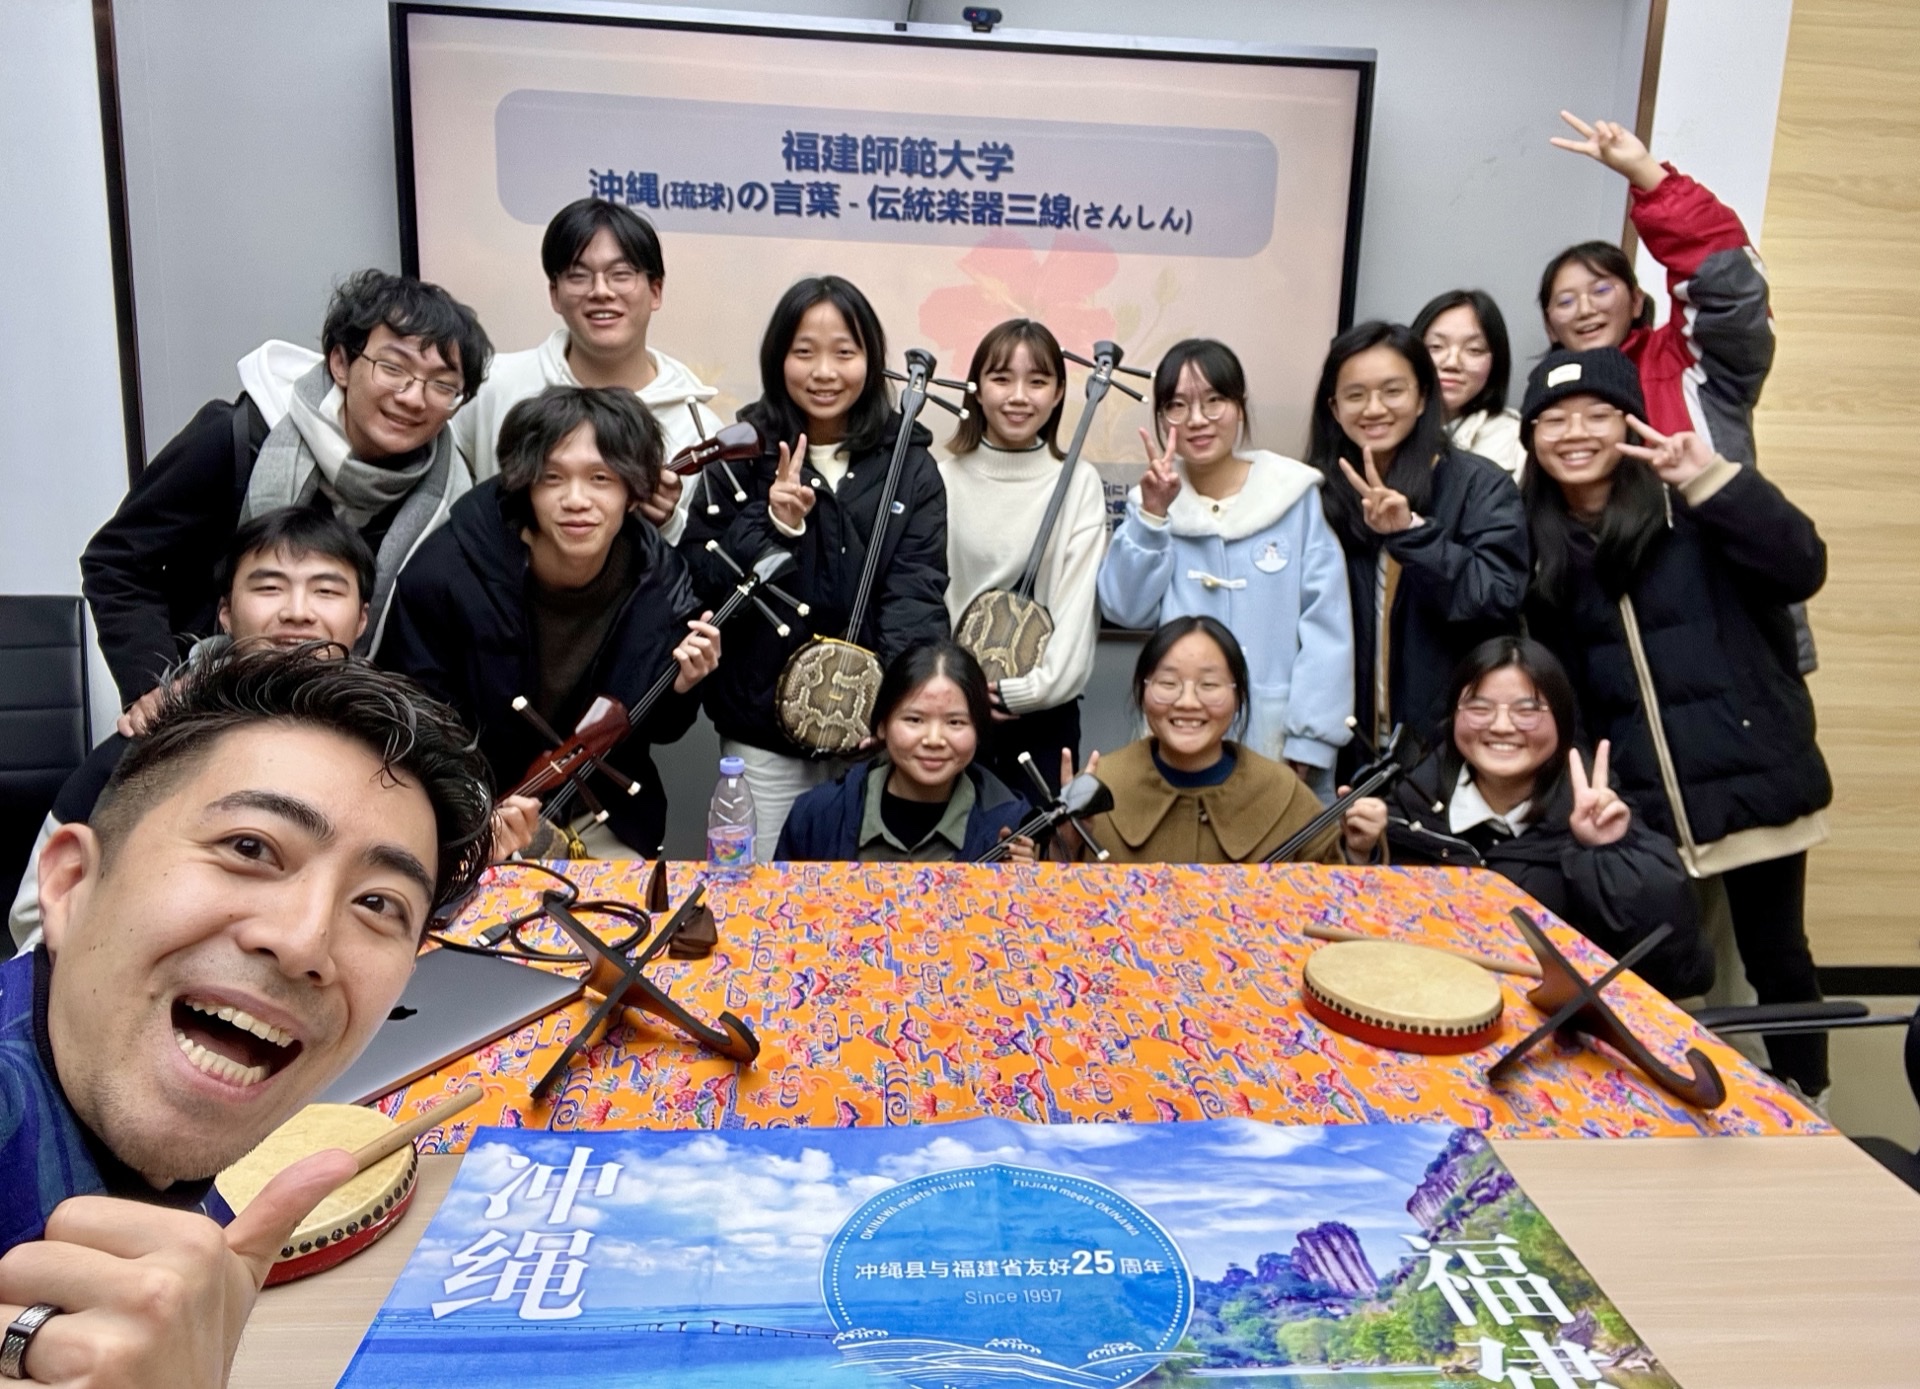 福建師範大学
沖縄(琉球)の言葉 - 伝統楽器三線(さんしん)
冲绳
OKINAWA meets FUJIAN
FUJIAN meets OKINAWA
冲绳县与福建省友好25周年
Since 1997
福建